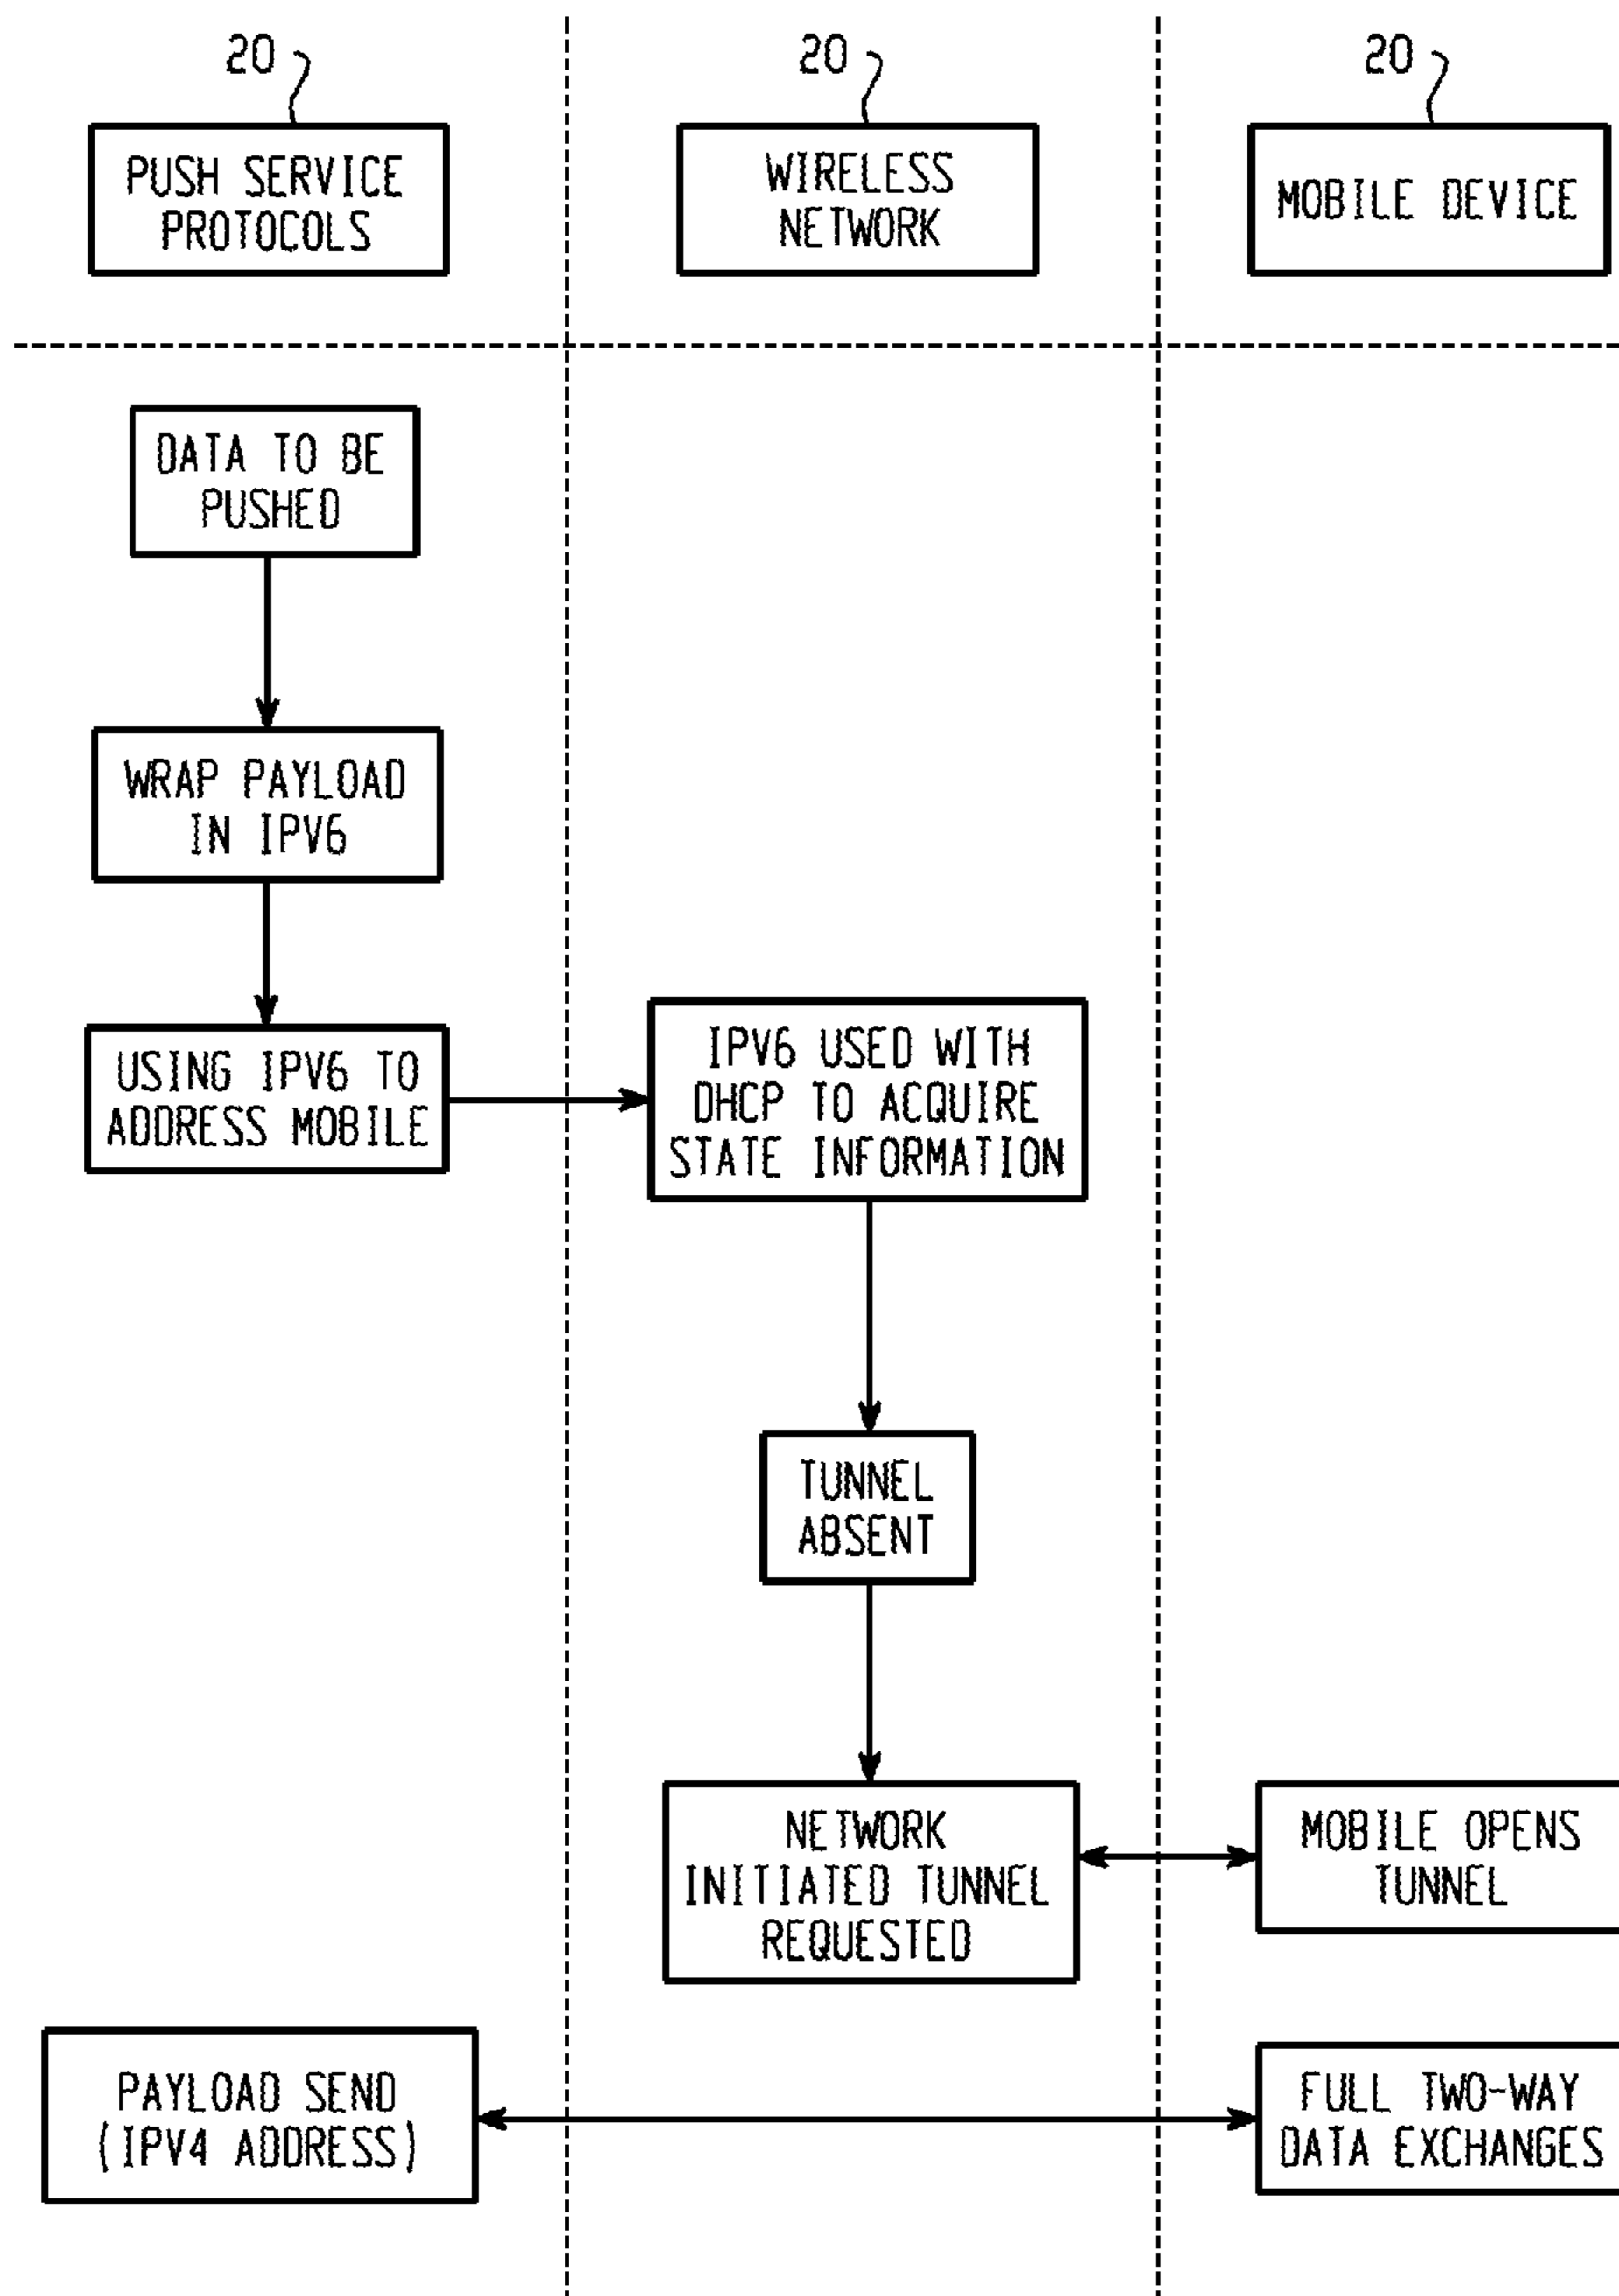 20
20
20
PUSH SERVICE
PROTOCOLS
WIRELESS
NETWORK
MOBILE DEVICE
DATA TO BE
PUSHED
WRAP PAYLOAD
IN IPV6
USING IPV6 TO
ADDRESS MOBILE
IPV6 USED WITH
DHCP TO ACQUIRE
STATE INFORMATION
TUNNEL
ABSENT
NETWORK
INITIATED TUNNEL
REQUESTED
MOBILE OPENS
TUNNEL
PAYLOAD SEND
(IPV4 ADDRESS)
FULL TWO-WAY
DATA EXCHANGES